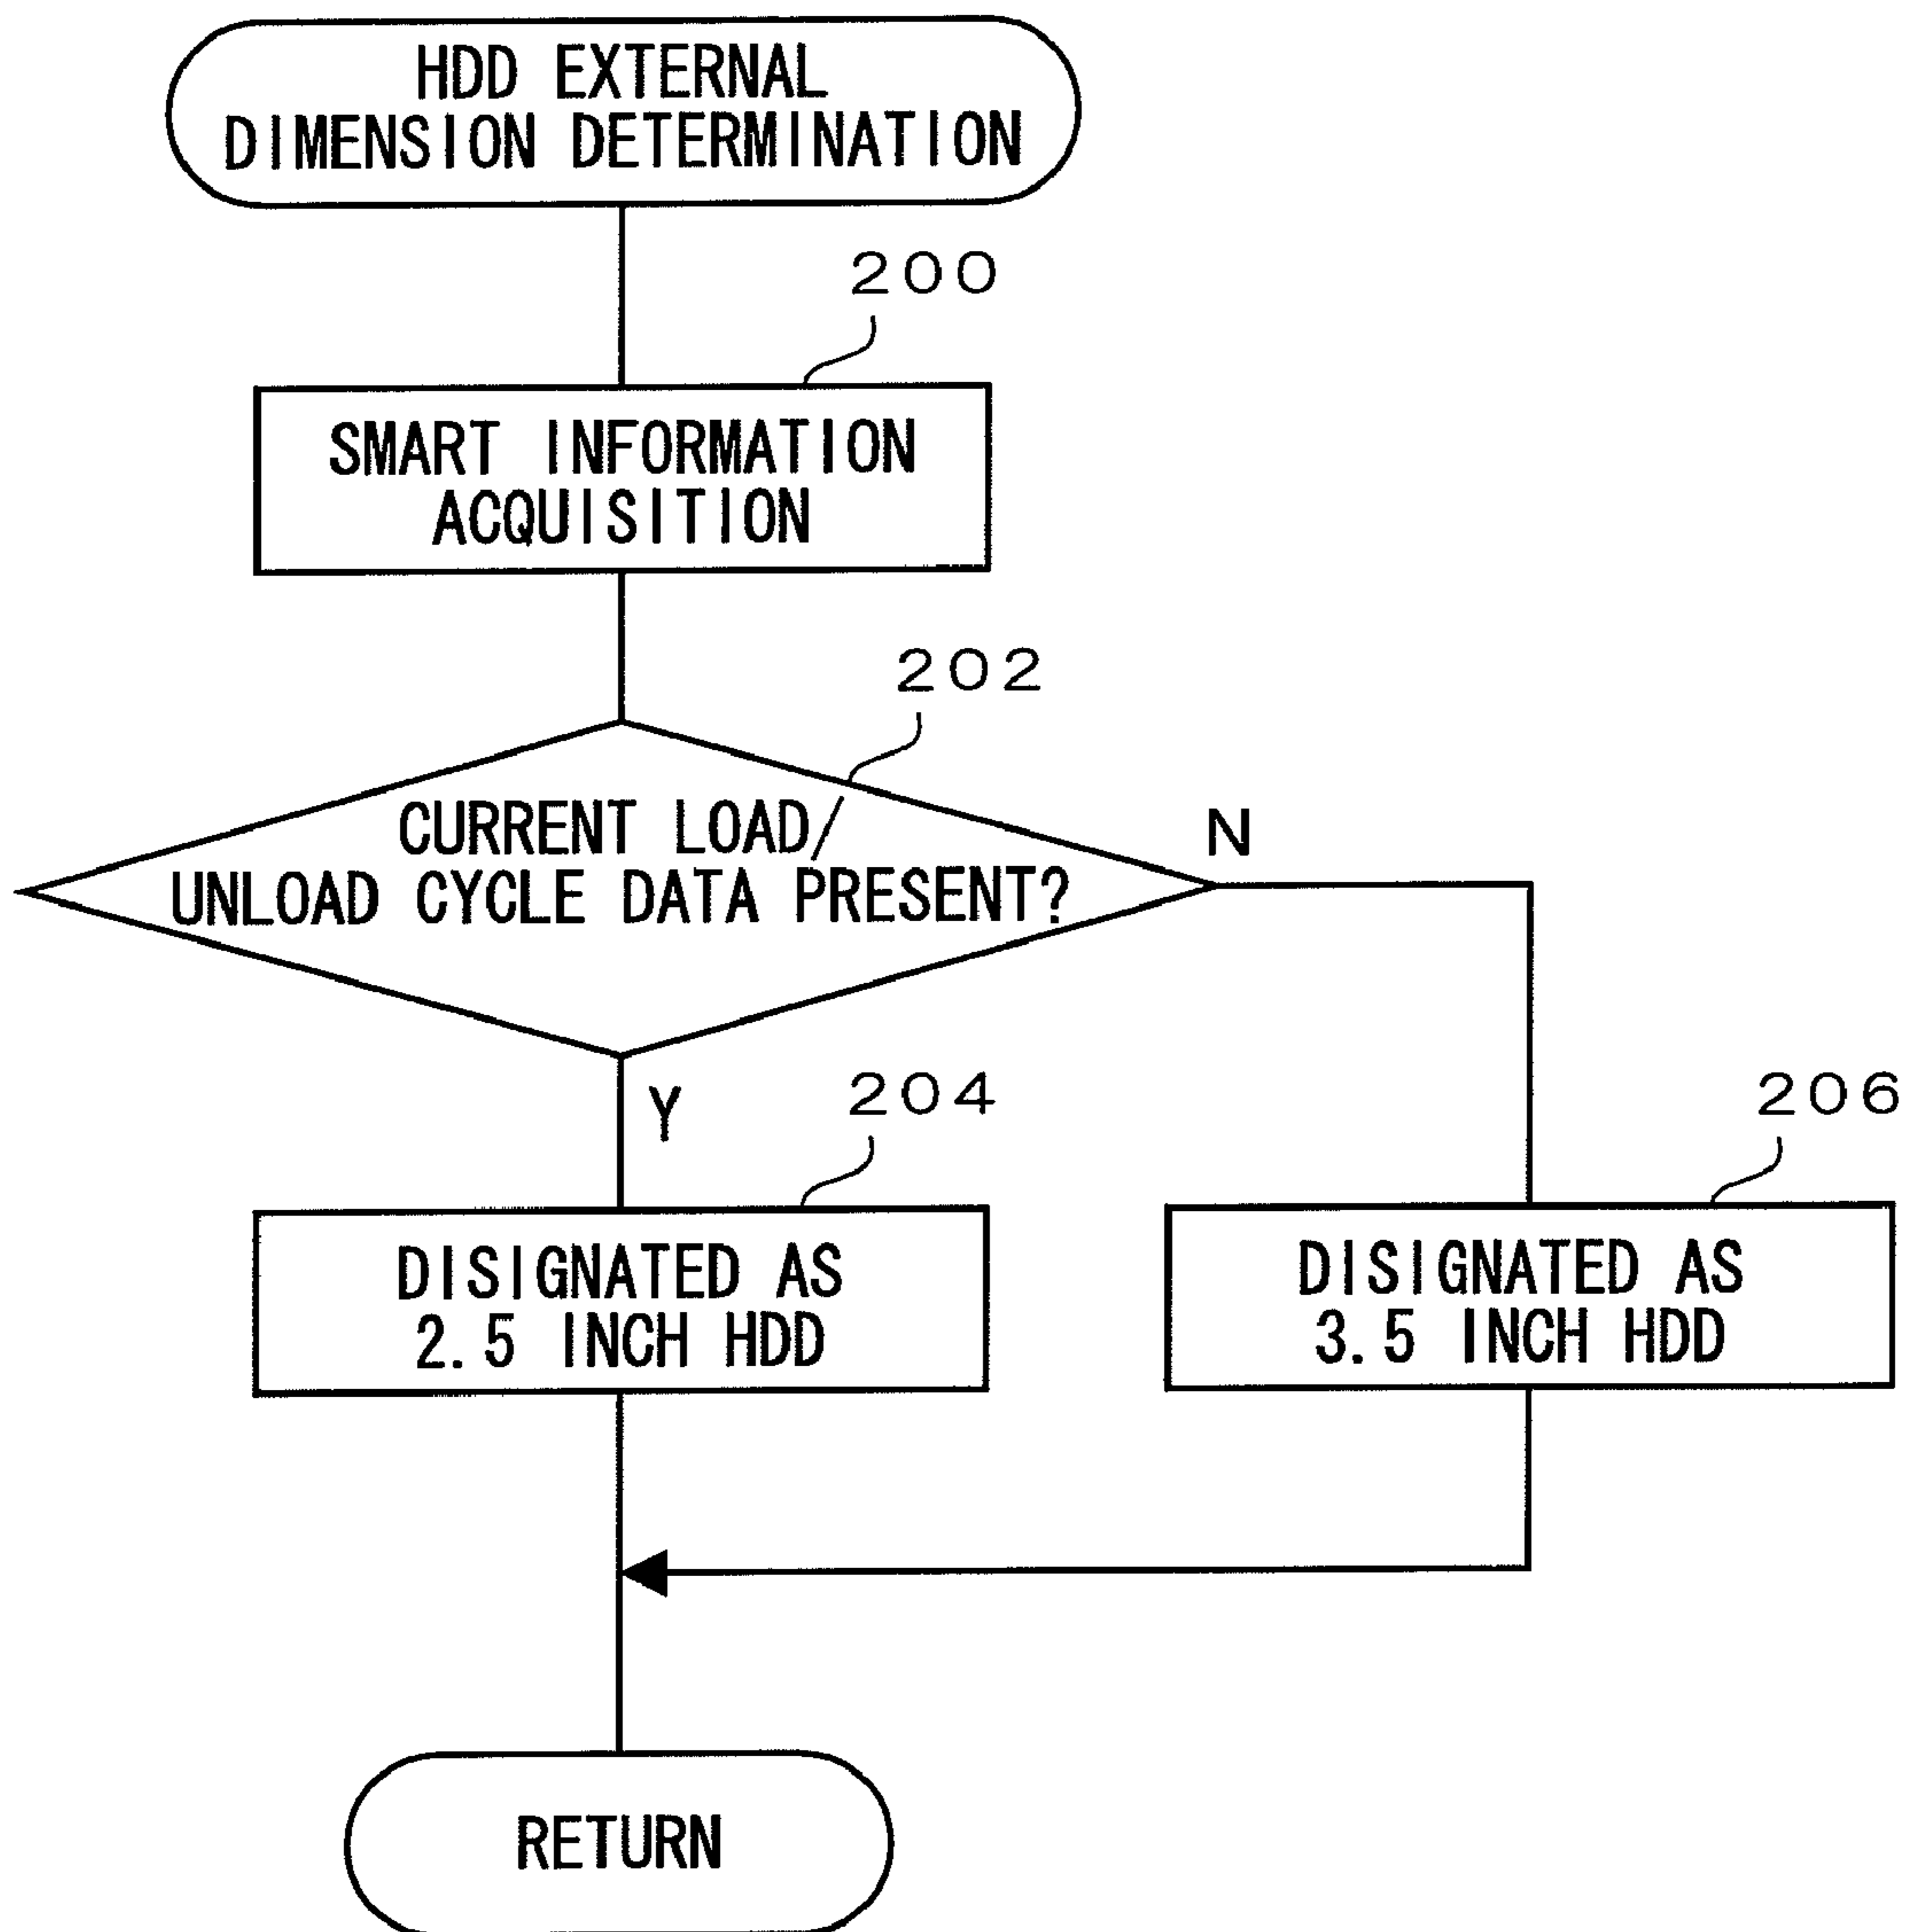 HDD EXTERNAL
DIMENSION DETERMINATION
200
SMART INFORMATION
ACQUISITION
202
CURRENT LOAD/
UNLOAD CYCLE DATA PRESENT?
N
Y
204
206
DISIGNATED AS
2.5 INCH HDD
DISIGNATED AS
3.5 INCH HDD
RETURN